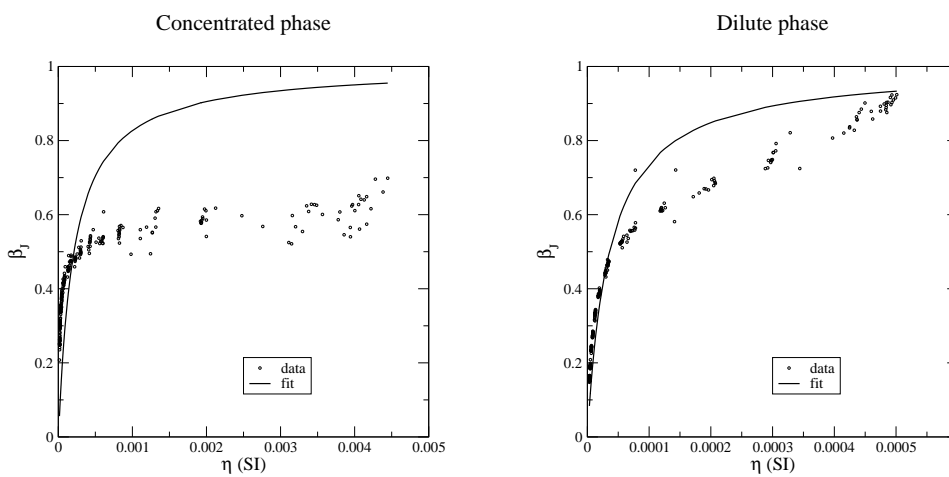 Concentrated phase
1
0.8
0.6
0.4
0.2
0
β_J
0
0.001
0.002
0.003
0.004
0.005
η (SI)
data
fit
Dilute phase
1
0.8
0.6
0.4
0.2
0
β_J
0
0.0001
0.0002
0.0003
0.0004
0.0005
η (SI)
data
fit